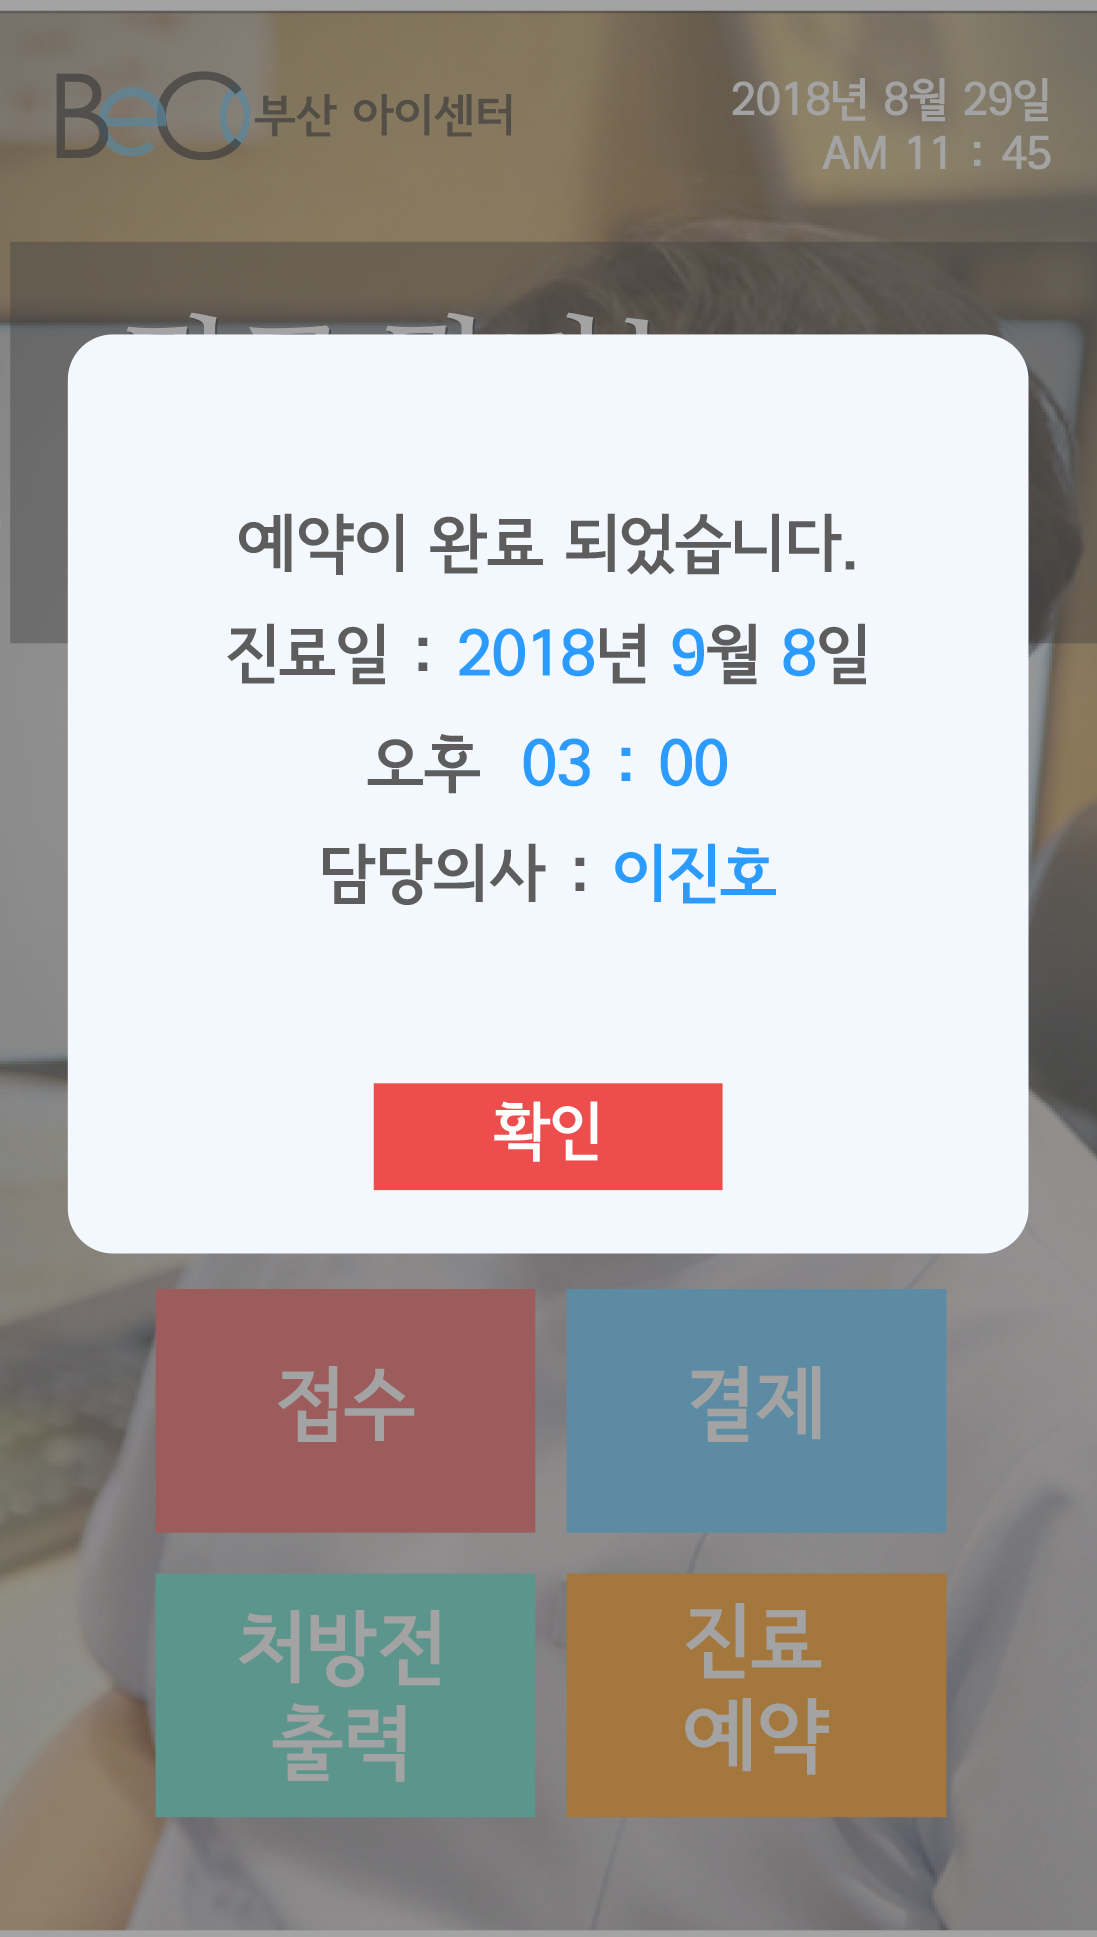 BeCO 부산 아이센터
2018년 8월 29일
AM 11 : 45
예약이 완료 되었습니다.
진료일 : 2018년 9월 8일
오후 03 : 00
담당의사 : 이진호
확인
접수
결제
처방전
출력
진료
예약